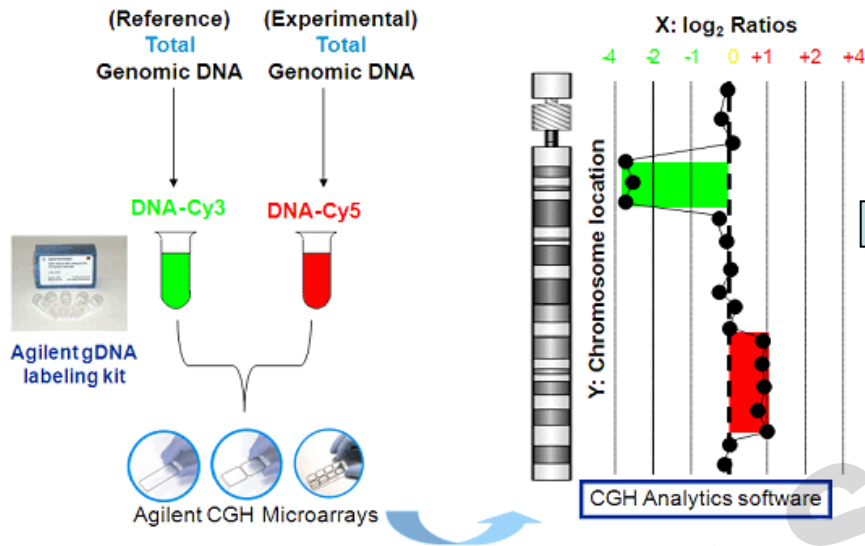 (Reference)
Total
Genomic DNA
(Experimental)
Total
Genomic DNA
DNA-Cy3
DNA-Cy5
Agilent gDNA
labeling kit
Agilent CGH Microarrays
X: log₂ Ratios
-4 -2 -1 0 +1 +2 +4
Y: Chromosome location
CGH Analytics software